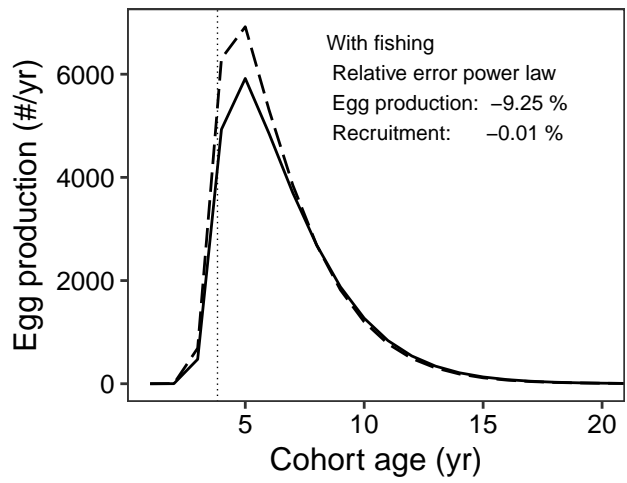 With fishing
Relative error power law
Egg production: −9.25 %
Recruitment: −0.01 %
Egg production (#/yr)
6000
4000
2000
0
5
10
15
20
Cohort age (yr)